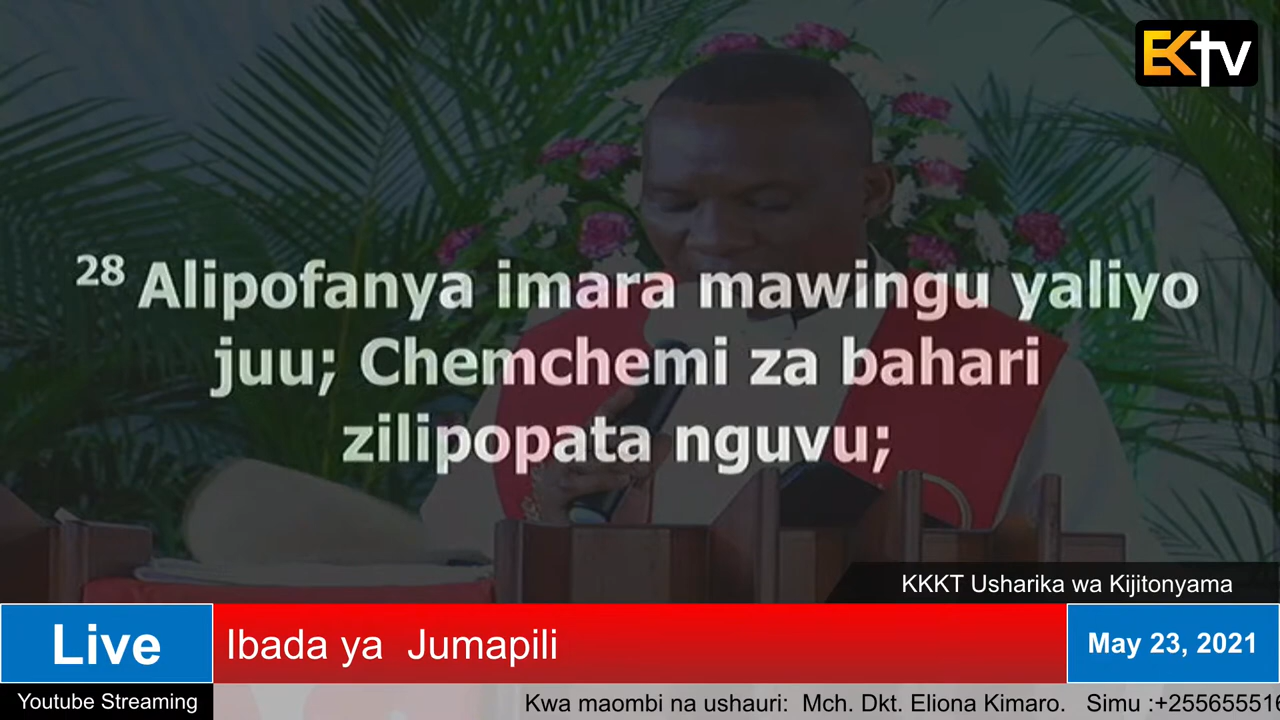 EKTV
28 Alipofanya imara mawingu yaliyo
juu; Chemchemi za bahari
zilipopata nguvu;
KKKT Usharika wa Kijitonyama
Live
Ibada ya Jumapili
May 23, 2021
Youtube Streaming
Kwa maombi na ushauri: Mch. Dkt. Eliona Kimaro. Simu :+25565551